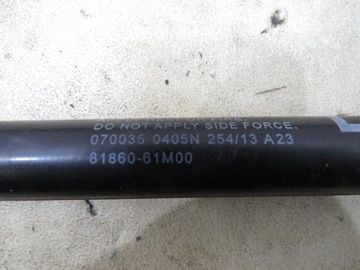 DO NOT APPLY SIDE FORCE.
070035 0405N 254/13 A23
81860-61M00